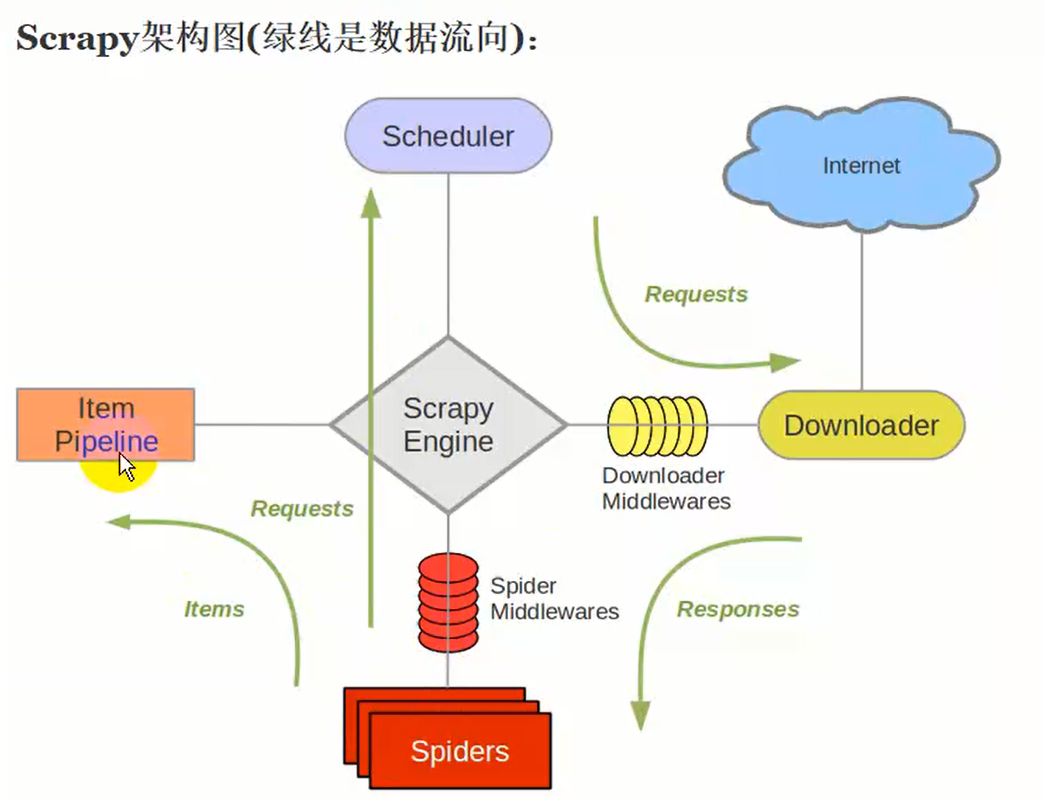 Scrapy架构图(绿线是数据流向)：
Scheduler
Internet
Requests
Item
Pipeline
Scrapy
Engine
Downloader
Downloader
Middlewares
Requests
Spider
Middlewares
Items
Responses
Spiders